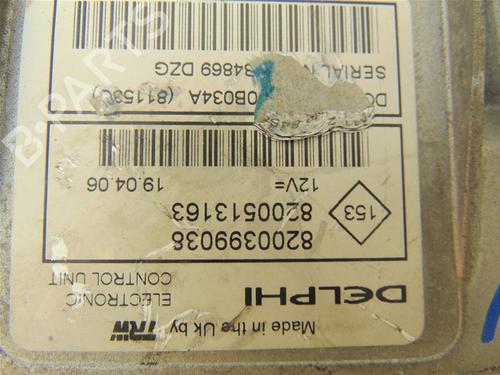 Made in the Uk by TRW
DELPHI
ELECTRONIC
CONTROL UNIT
8200399038
8200513163
153
12V=
19.04.06
0B034A (81153C)
SERIAL 34869 DZG
B-PARTS